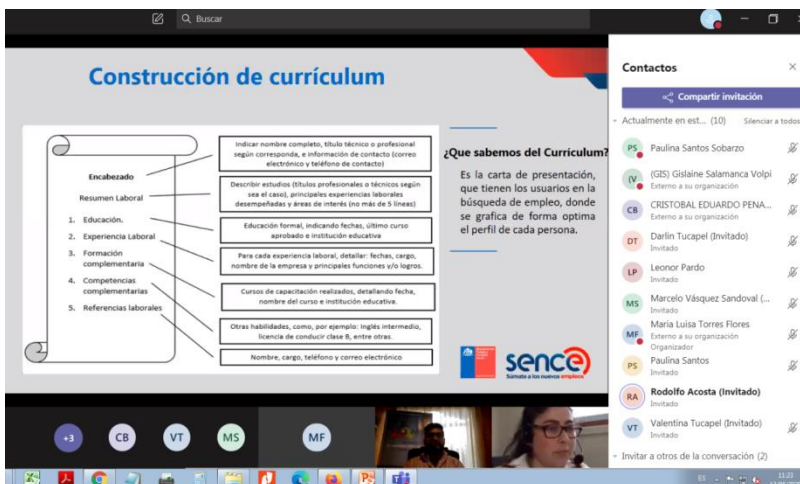 Buscar
Construcción de currículum
Encabezado
Resumen Laboral
1. Educación.
2. Experiencia Laboral
3. Formación
complementaria
4. Competencias
complementarias
5. Referencias laborales
Indicar nombre completo, título técnico o profesional
según corresponda, e información de contacto (correo
electrónico y teléfono de contacto)
Describir estudios (títulos profesionales o técnicos según
sea el caso), principales experiencias laborales
desempeñadas y áreas de interés (no más de 5 líneas)
Educación formal, indicando fechas, último curso
aprobado e institución educativa
Para cada experiencia laboral, detallar: fechas, cargo,
nombre de la empresa y principales funciones y/o logros.
Cursos de capacitación realizados, detallando fecha,
nombre del curso e institución educativa.
Otras habilidades, como, por ejemplo: Inglés intermedio,
licencia de conducir clase B, entre otras.
Nombre, cargo, teléfono y correo electrónico
¿Que sabemos del Currículum?
Es la carta de presentación,
que tienen los usuarios en la
búsqueda de empleo, donde
se grafica de forma optima
el perfil de cada persona.
sence
Súmate a los nuevos empleos
+3
CB
VT
MS
MF
Contactos
Compartir invitación
Actualmente en est... (10) Silenciar a todos
PS Paulina Santos Sobarzo
(V (GIS) Gislaine Salamanca Volpi
Externo a su organización
CB CRISTOBAL EDUARDO PENA...
Externo a su organización
DT Darlin Tucapel (Invitado)
Invitado
LP Leonor Pardo
Invitado
MS Marcelo Vásquez Sandoval (...
Invitado
MF Maria Luisa Torres Flores
Externo a su organización
Organizador
PS Paulina Santos
Invitado
RA Rodolfo Acosta (Invitado)
Invitado
VT Valentina Tucapel (Invitado)
Invitado
Invitar a otros de la conversación (2)
ES
11:23